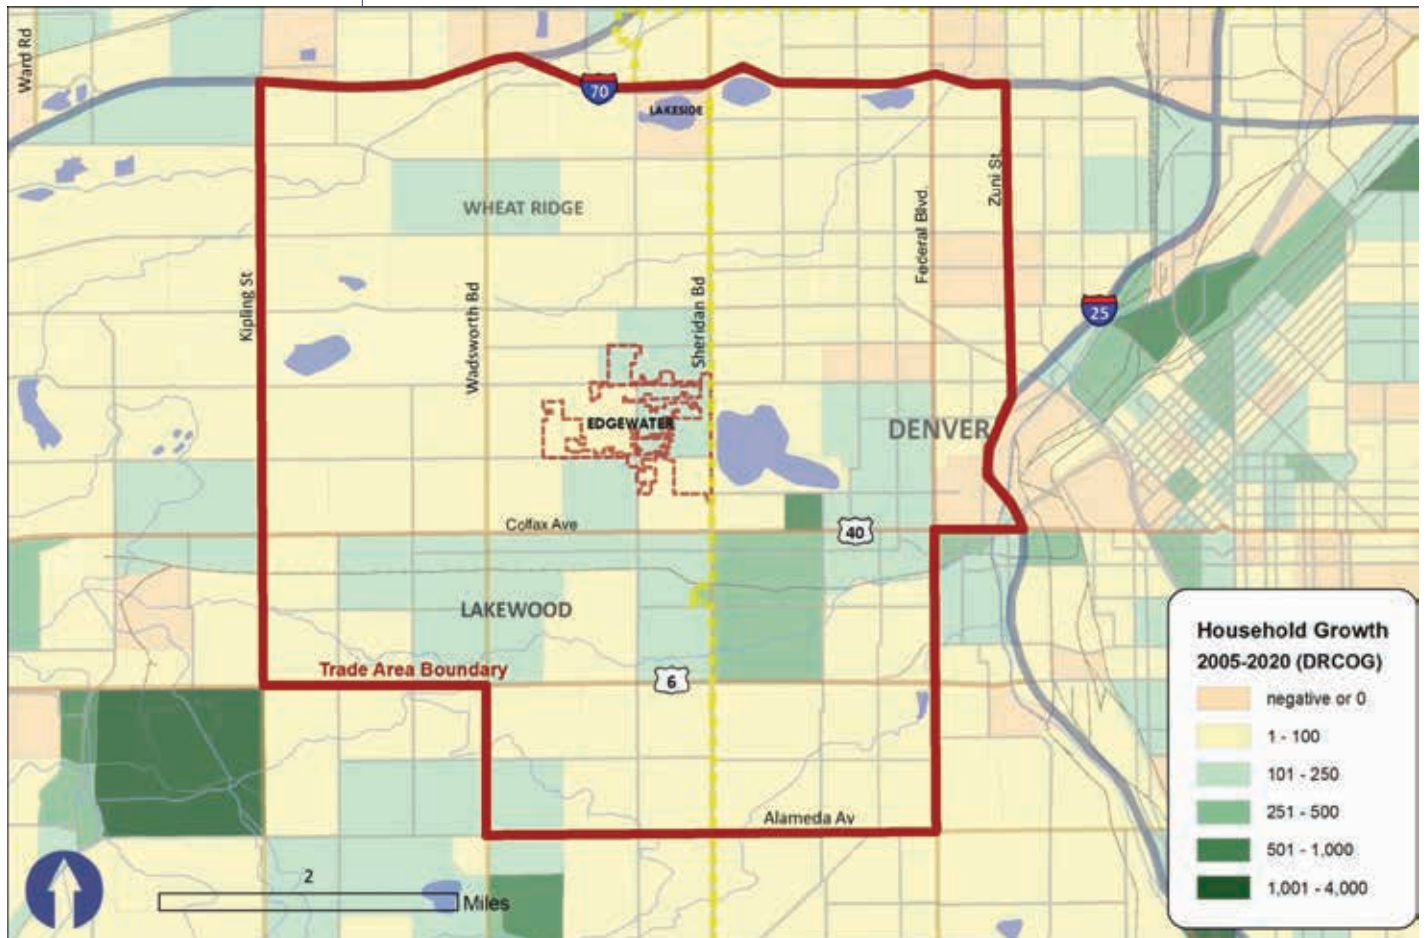 Ward Rd
70
LAKESIDE
Zuni St
WHEAT RIDGE
Federal Blvd.
Kipling St
Wadsworth Bd
Sheridan Bd
25
EDGEWATER
DENVER
Colfax Ave
40
LAKEWOOD
Trade Area Boundary
6
Alameda Av
2
Miles
Household Growth
2005-2020 (DRCOG)
negative or 0
1 - 100
101 - 250
251 - 500
501 - 1,000
1,001 - 4,000